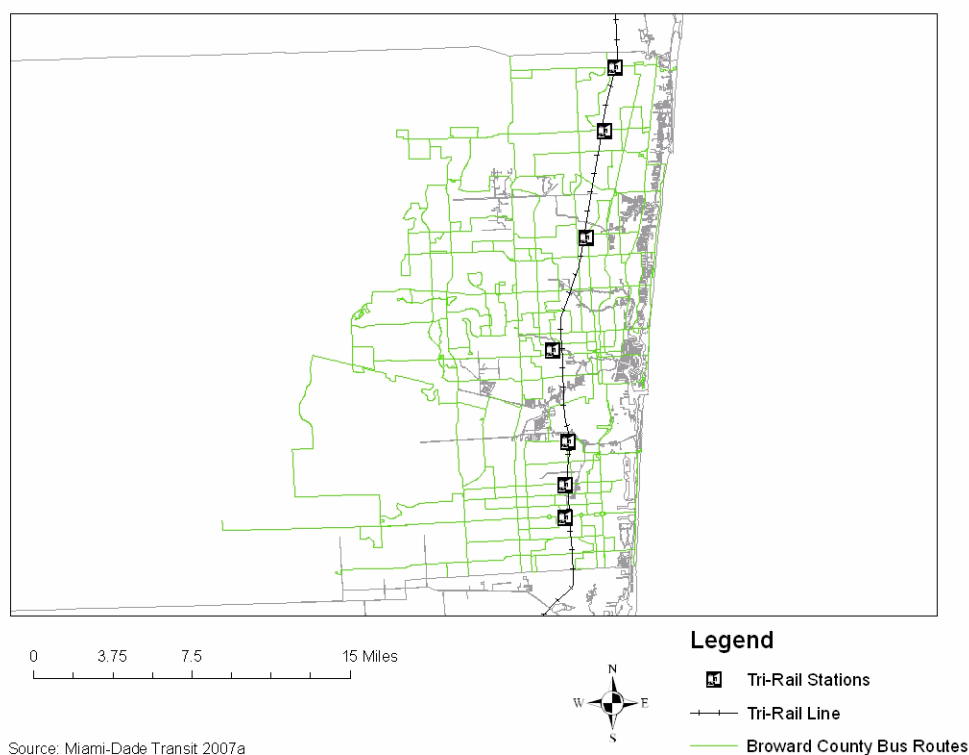 0 3.75 7.5 15 Miles
N
W E
S
Legend
Tri-Rail Stations
Tri-Rail Line
Broward County Bus Routes
Source: Miami-Dade Transit 2007a